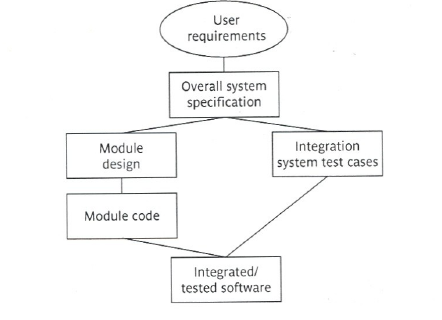 User
requirements
Overall system
specification
Module
design
Integration
system test cases
Module code
Integrated/
tested software